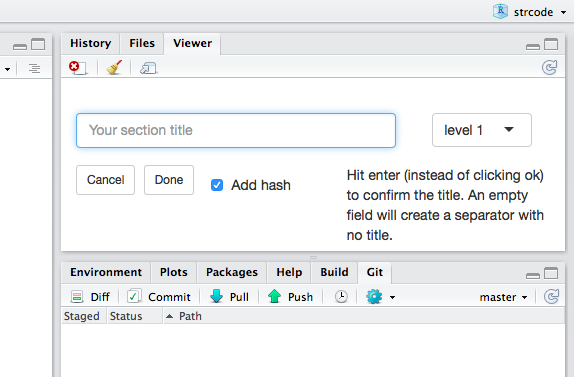 strcode
History Files Viewer
Your section title
level 1
Cancel Done Add hash
Hit enter (instead of clicking ok)
to confirm the title. An empty
field will create a separator with
no title.
Environment Plots Packages Help Build Git
Diff Commit Pull Push master
Staged Status Path